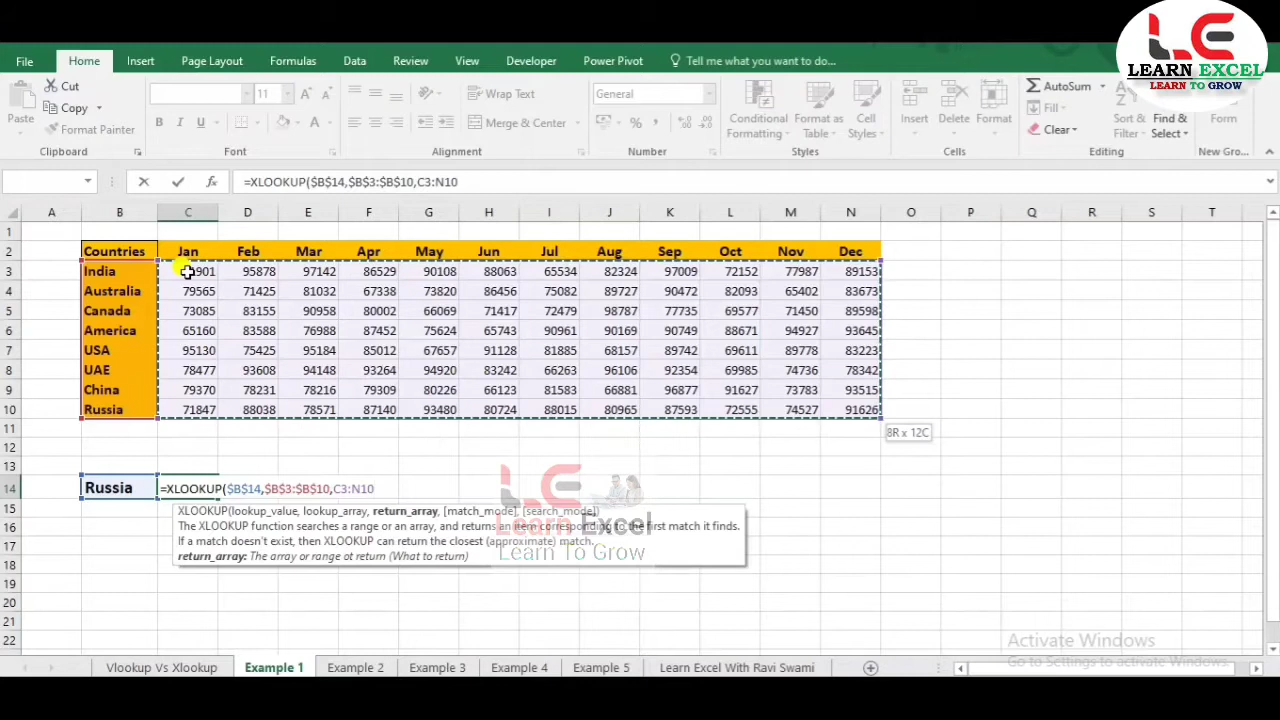 LEARN EXCEL
LEARN TO GROW
File Home Insert Page Layout Formulas Data Review View Developer Power Pivot Tell me what you want to do...
Paste Cut Copy Format Painter
11 Wrap Text Merge & Center
General
Conditional Formatting Format as Table Cell Styles
Insert Delete Format
AutoSum Fill Clear Sort & Filter Find & Select
Form
Clipboard Font Alignment Number Styles Cells Editing New Gro...
=XLOOKUP($B$14,$B$3:$B$10,C3:N10
A B C D E F G H I J K L M N O P Q R S T
1
2 Countries Jan Feb Mar Apr May Jun Jul Aug Sep Oct Nov Dec
3 India 901 95878 97142 86529 90108 88063 65534 82324 97009 72152 77987 89153
4 Australia 79565 71425 81032 67338 73820 86456 75082 89727 90472 82093 65402 83673
5 Canada 73085 83155 90958 80002 66069 71417 72479 98787 77735 69577 71450 89598
6 America 65160 83588 76988 87452 75624 65743 90961 90169 90749 88671 94927 93645
7 USA 95130 75425 95184 85012 67657 91128 81885 68157 89742 69611 89778 83223
8 UAE 78477 93608 94148 93264 94920 83242 66263 96106 92354 69985 74736 78342
9 China 79370 78231 78216 79309 80226 66123 81583 66881 96877 91627 73783 93515
10 Russia 71847 88038 78571 87140 93480 80724 88015 80965 87593 72555 74527 91626
11 8R x 12C
12
13
14 Russia =XLOOKUP($B$14,$B$3:$B$10,C3:N10
15 XLOOKUP(lookup_value, lookup_array, return_array, [match_mode], [search_mode])
16 The XLOOKUP function searches a range or an array, and returns an item corresponding to the first match it finds.
17 If a match doesn't exist, then XLOOKUP can return the closest (approximate) match.
return_array: The array or range ot return (What to return)
Learn Excel
Learn To Grow
18
19
20
21
22
Activate Windows
Go to Settings to activate Windows.
Vlookup Vs Xlookup Example 1 Example 2 Example 3 Example 4 Example 5 Learn Excel With Ravi Swami